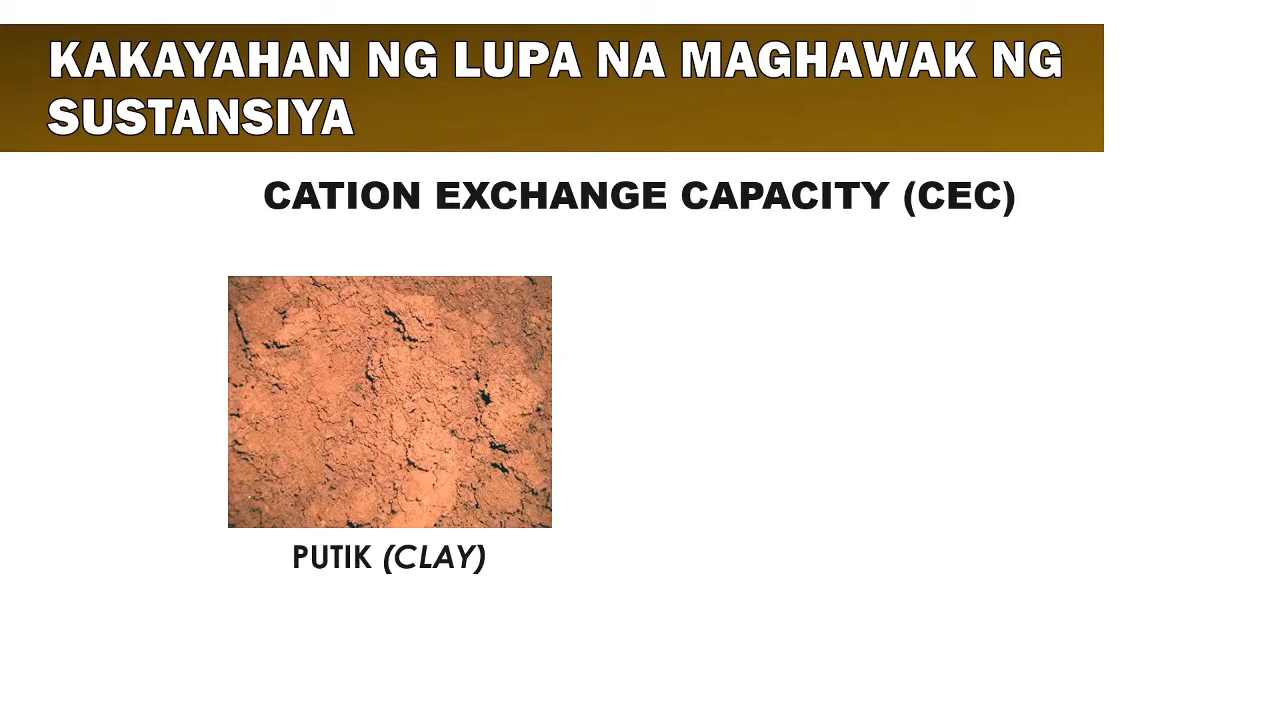 KAKAYAHAN NG LUPA NA MAGHAWAK NG
SUSTANSIYA
CATION EXCHANGE CAPACITY (CEC)
PUTIK (CLAY)